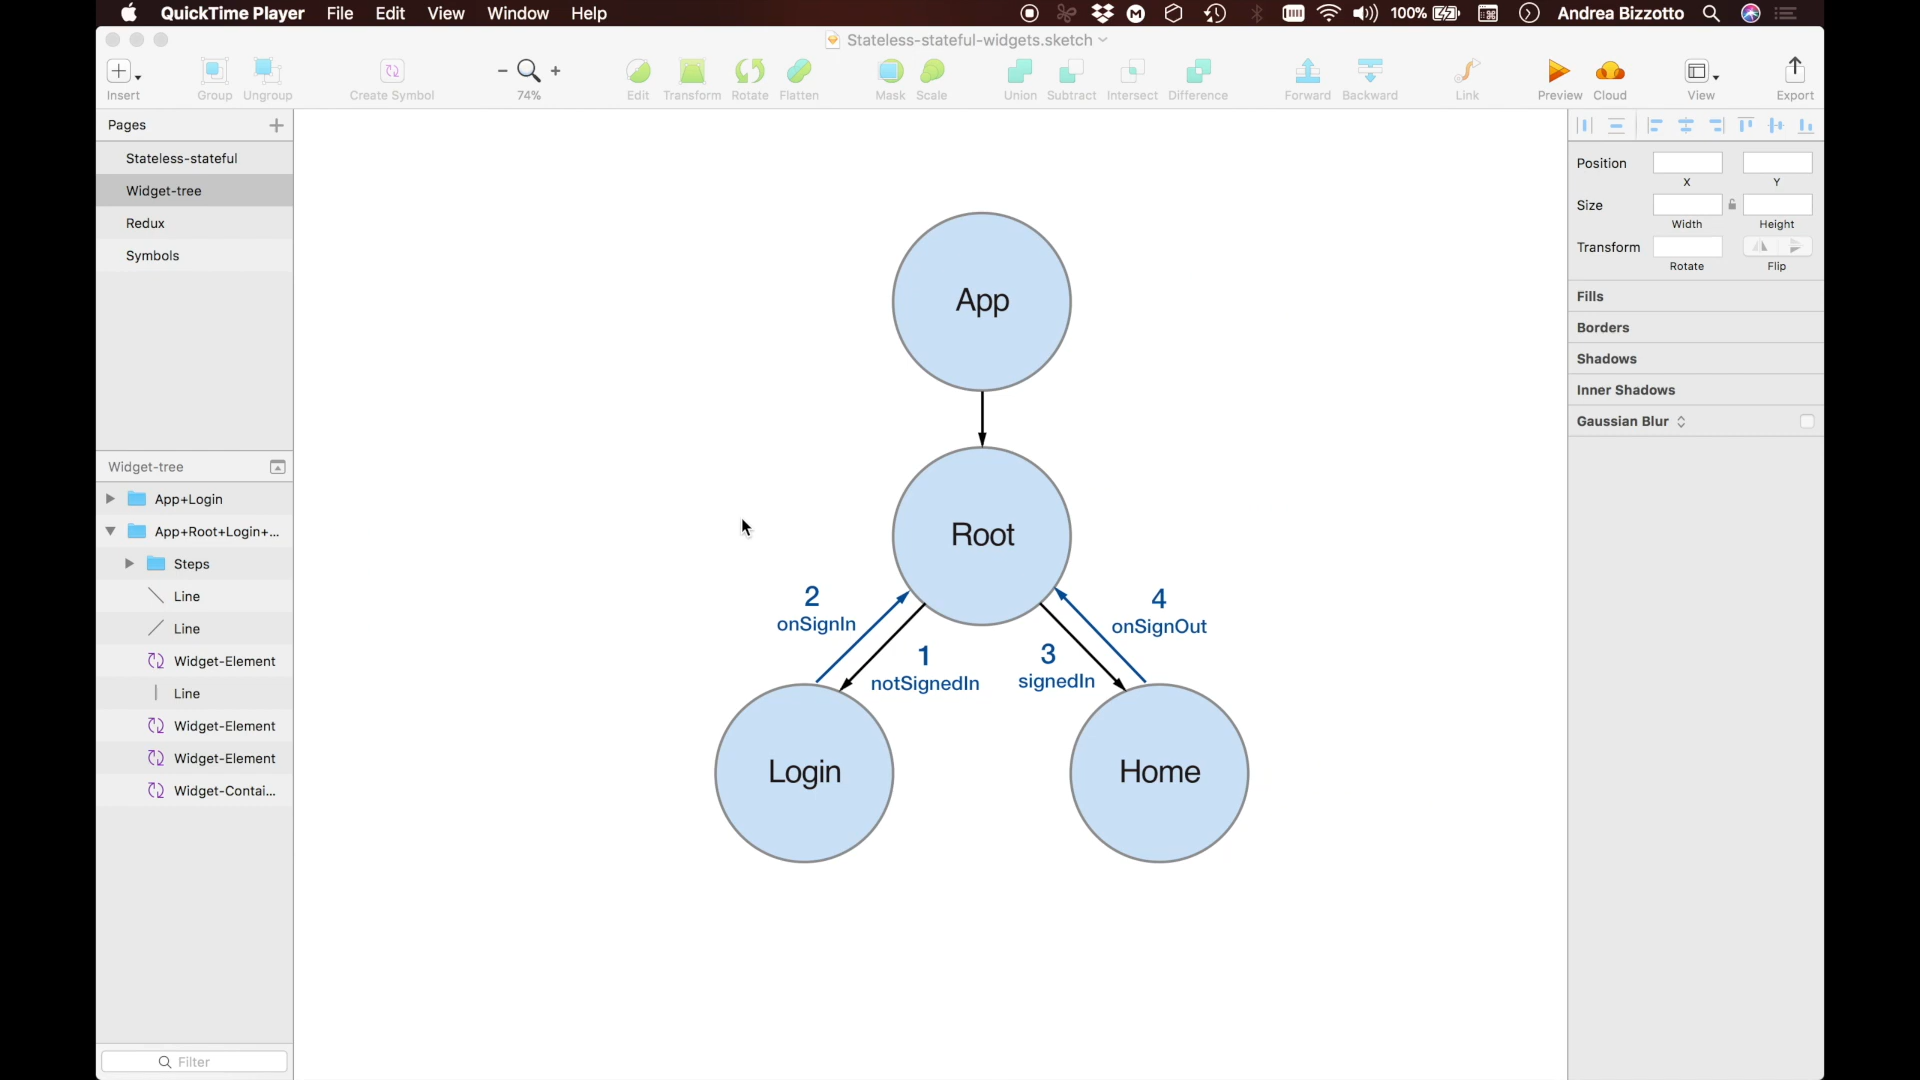 QuickTime Player File Edit View Window Help 100% Andrea Bizzotto
Stateless-stateful-widgets.sketch
Insert Group Ungroup Create Symbol 74% Edit Transform Rotate Flatten Mask Scale Union Subtract Intersect Difference Forward Backward Link Preview Cloud View Export
Pages
Stateless-stateful
Widget-tree
Redux
Symbols
Widget-tree
App+Login
App+Root+Login+...
Steps
Line
Line
Widget-Element
Line
Widget-Element
Widget-Element
Widget-Contai...
Filter
App
Root
2
onSignIn
1
notSignedIn
3
signedIn
4
onSignOut
Login
Home
Position
X Y
Size
Width Height
Transform
Rotate Flip
Fills
Borders
Shadows
Inner Shadows
Gaussian Blur